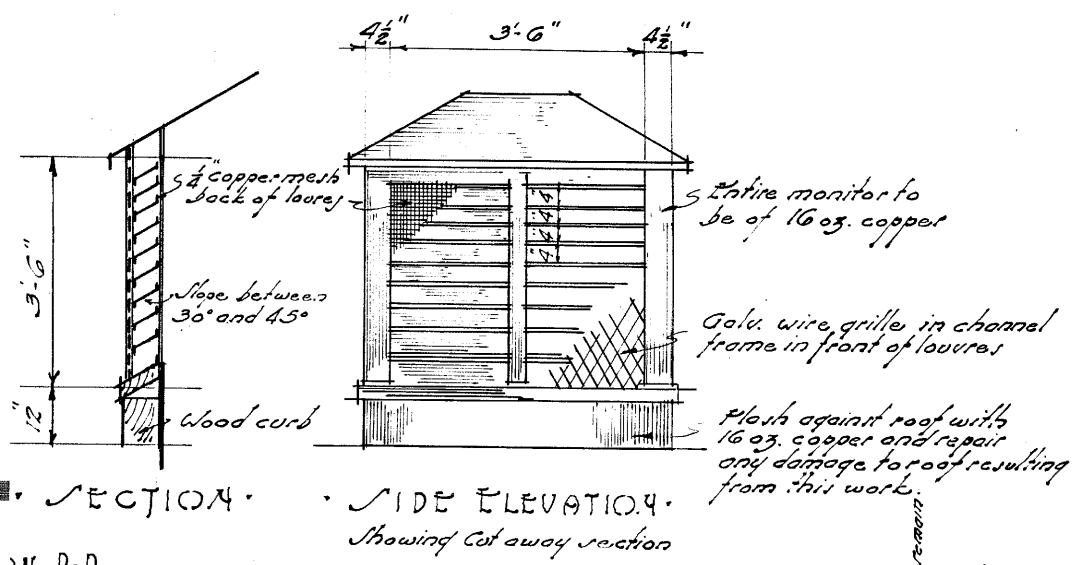 4½" 3'-6" 4½"
¼" copper mesh
back of louvres
3'-6"
Slope between
30° and 45°
12"
Wood curb
4" 4" 4"
Entire monitor to
be of 16 oz. copper
Galv. wire grille in channel
frame in front of louvres
Flash against roof with
16 oz. copper and repair
any damage to roof resulting
from this work.
remain
· SECTION ·
· SIDE ELEVATION ·
Showing Cut away section